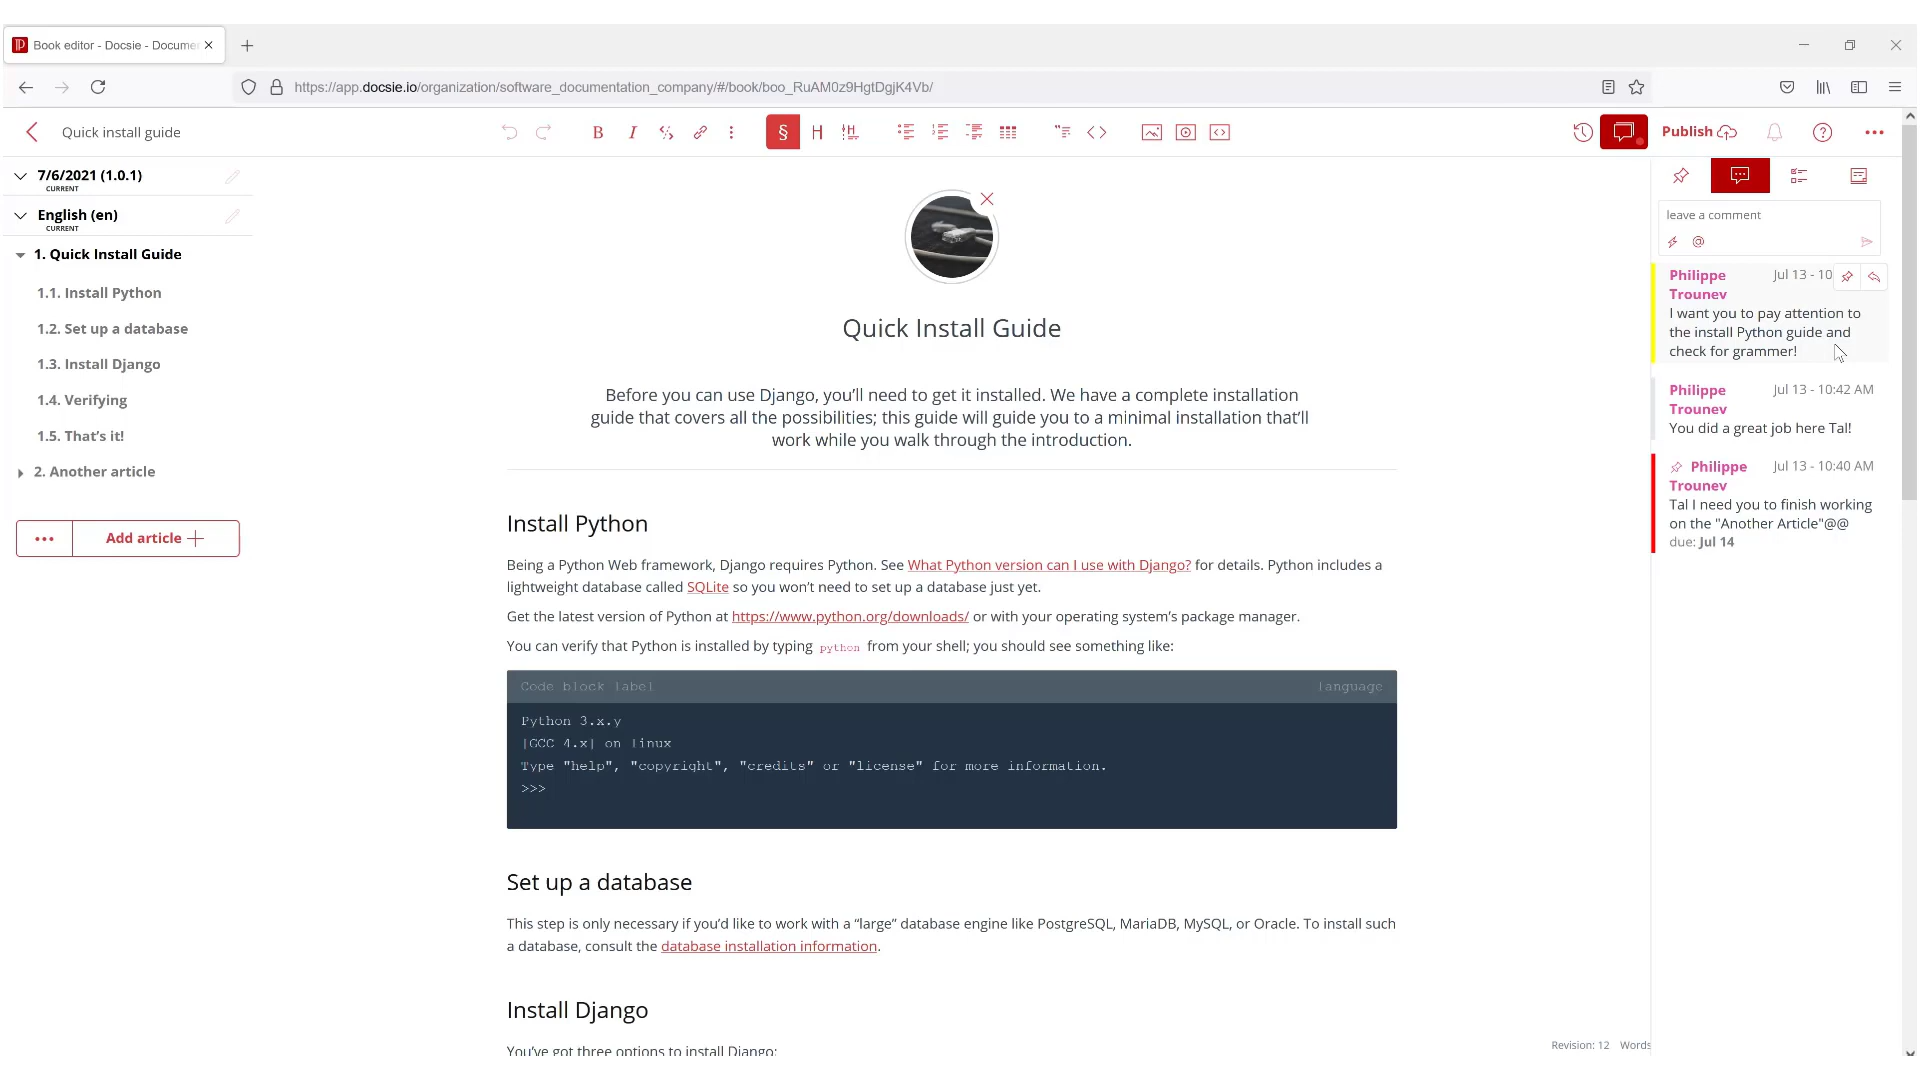 Book editor - Docsie - Docume
https://app.docsie.io/organization/software_documentation_company/#/book/boo_RuAM0z9HgtDgjK4Vb/
Quick install guide
B
I
§
H
Publish
7/6/2021 (1.0.1)
CURRENT
English (en)
CURRENT
1. Quick Install Guide
1.1. Install Python
1.2. Set up a database
1.3. Install Django
1.4. Verifying
1.5. That's it!
2. Another article
Add article
Quick Install Guide
Before you can use Django, you’ll need to get it installed. We have a complete installation
guide that covers all the possibilities; this guide will guide you to a minimal installation that’ll
work while you walk through the introduction.
Install Python
Being a Python Web framework, Django requires Python. See What Python version can I use with Django? for details. Python includes a
lightweight database called SQLite so you won’t need to set up a database just yet.
Get the latest version of Python at https://www.python.org/downloads/ or with your operating system’s package manager.
You can verify that Python is installed by typing python from your shell; you should see something like:
Code block label
language
Python 3.x.y
|GCC 4.x| on linux
Type "help", "copyright", "credits" or "license" for more information.
>>>
Set up a database
This step is only necessary if you’d like to work with a “large” database engine like PostgreSQL, MariaDB, MySQL, or Oracle. To install such
a database, consult the database installation information.
Install Django
You’ve got three options to install Django:
Revision: 12 Words
leave a comment
@
Philippe Jul 13 - 10
Trounev
I want you to pay attention to
the install Python guide and
check for grammer!
Philippe Jul 13 - 10:42 AM
Trounev
You did a great job here Tal!
Philippe Jul 13 - 10:40 AM
Trounev
Tal I need you to finish working
on the "Another Article"@@
due: Jul 14